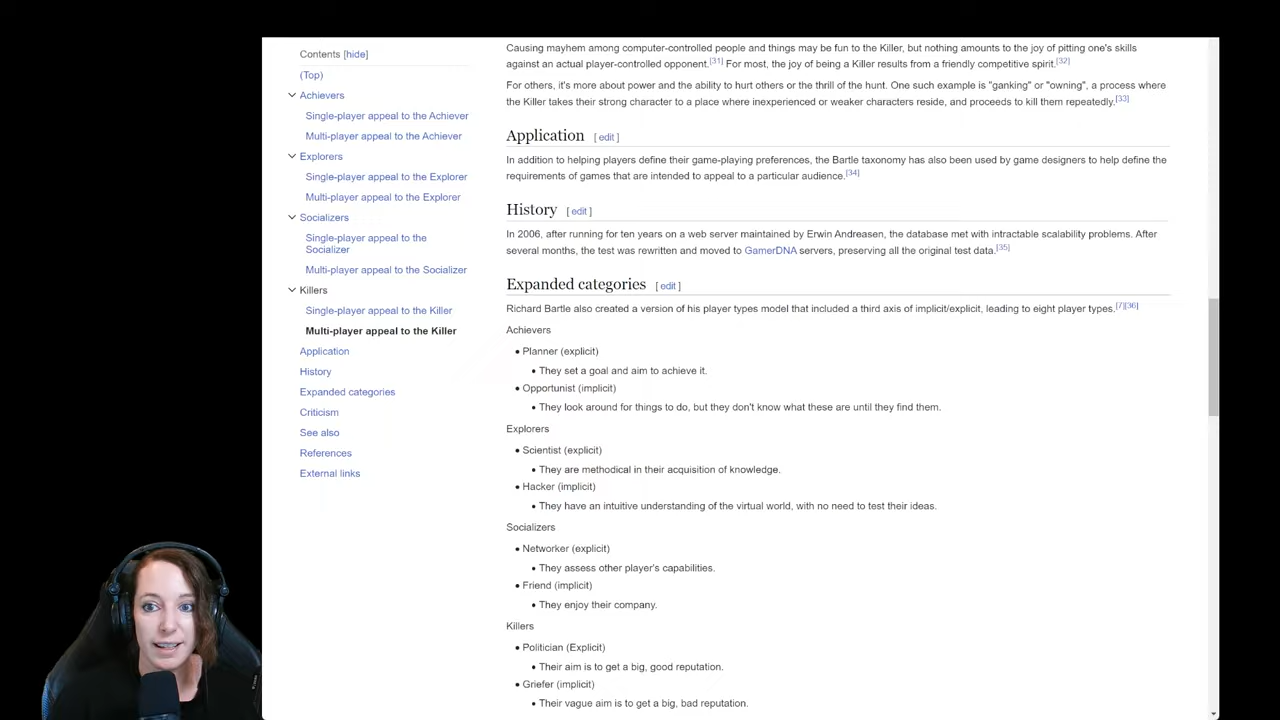 Contents [hide]
(Top)
Achievers
Single-player appeal to the Achiever
Multi-player appeal to the Achiever
Explorers
Single-player appeal to the Explorer
Multi-player appeal to the Explorer
Socializers
Single-player appeal to the
Socializer
Multi-player appeal to the Socializer
Killers
Single-player appeal to the Killer
Multi-player appeal to the Killer
Application
History
Expanded categories
Criticism
See also
References
External links
Causing mayhem among computer-controlled people and things may be fun to the Killer, but nothing amounts to the joy of pitting one's skills
against an actual player-controlled opponent.[31] For most, the joy of being a Killer results from a friendly competitive spirit.[32]
For others, it's more about power and the ability to hurt others or the thrill of the hunt. One such example is "ganking" or "owning", a process where
the Killer takes their strong character to a place where inexperienced or weaker characters reside, and proceeds to kill them repeatedly.[33]
Application [ edit ]
In addition to helping players define their game-playing preferences, the Bartle taxonomy has also been used by game designers to help define the
requirements of games that are intended to appeal to a particular audience.[34]
History [ edit ]
In 2006, after running for ten years on a web server maintained by Erwin Andreasen, the database met with intractable scalability problems. After
several months, the test was rewritten and moved to GamerDNA servers, preserving all the original test data.[35]
Expanded categories [ edit ]
Richard Bartle also created a version of his player types model that included a third axis of implicit/explicit, leading to eight player types.[7][36]
Achievers
• Planner (explicit)
• They set a goal and aim to achieve it.
• Opportunist (implicit)
• They look around for things to do, but they don't know what these are until they find them.
Explorers
• Scientist (explicit)
• They are methodical in their acquisition of knowledge.
• Hacker (implicit)
• They have an intuitive understanding of the virtual world, with no need to test their ideas.
Socializers
• Networker (explicit)
• They assess other player's capabilities.
• Friend (implicit)
• They enjoy their company.
Killers
• Politician (Explicit)
• Their aim is to get a big, good reputation.
• Griefer (implicit)
• Their vague aim is to get a big, bad reputation.